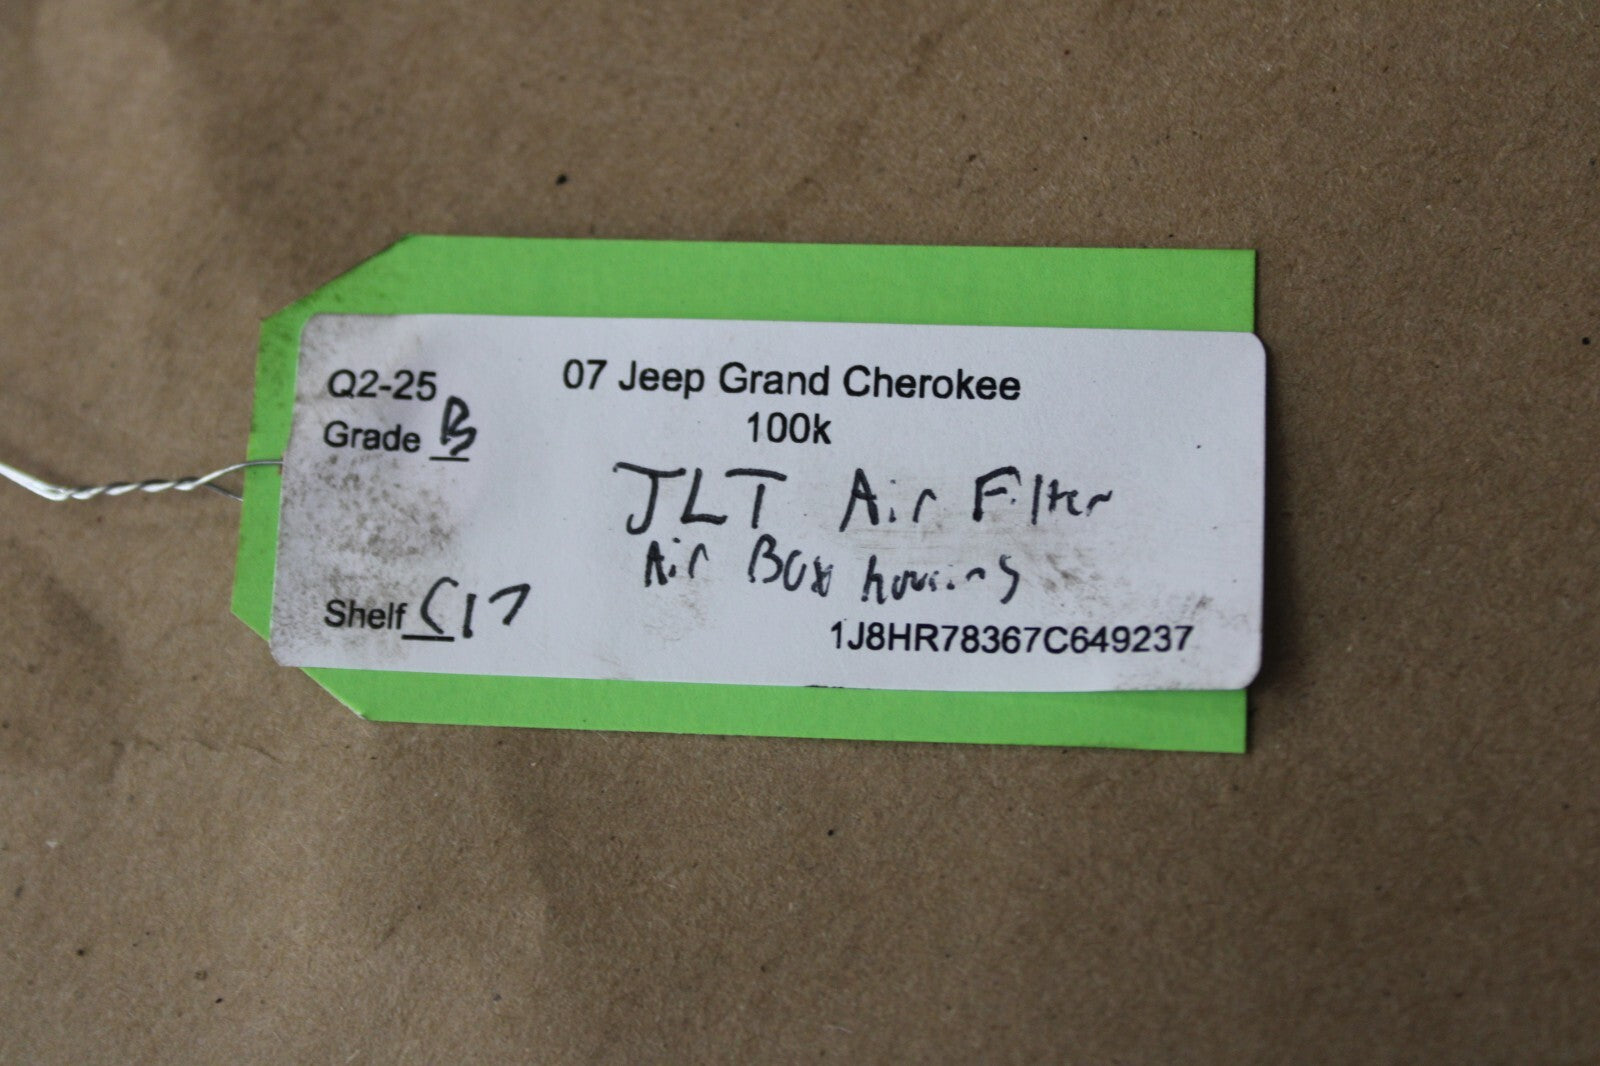 Q2-25
Grade B
07 Jeep Grand Cherokee
100k
JLT Air Filter
Air Box housing
Shelf C17
1J8HR78367C649237